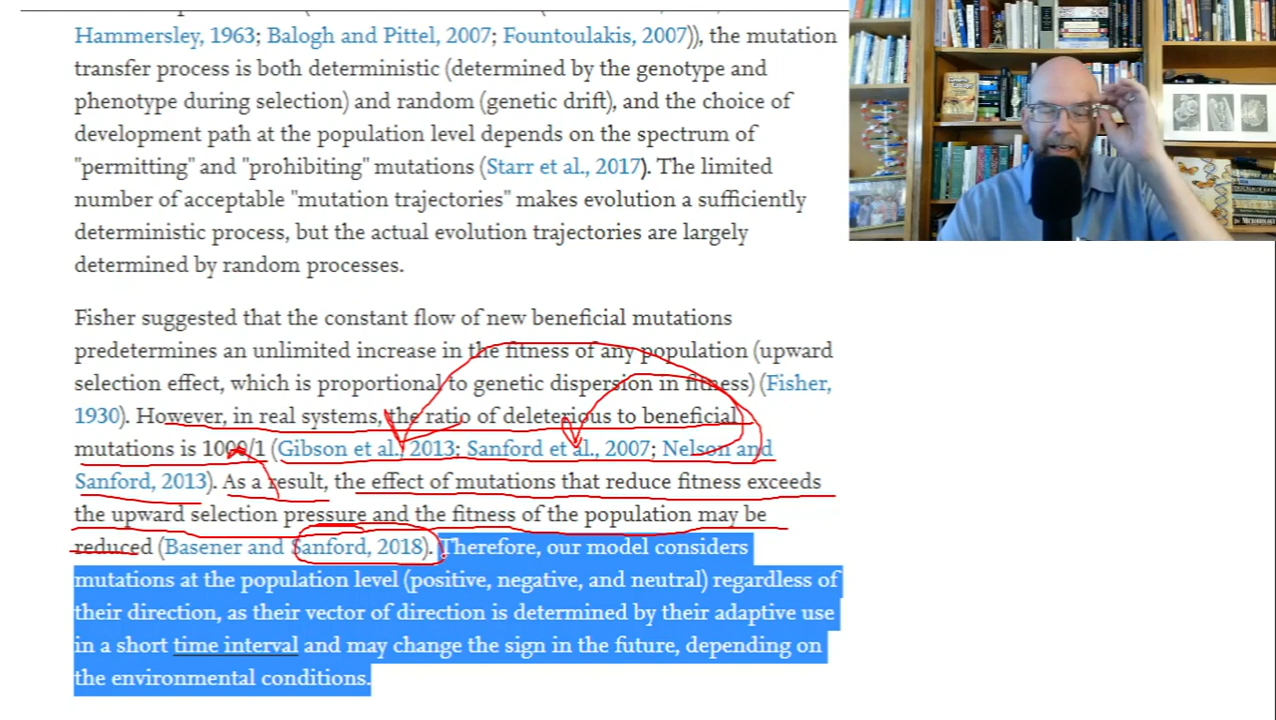 Hammersley, 1963; Balogh and Pittel, 2007; Fountoulakis, 2007)), the mutation
transfer process is both deterministic (determined by the genotype and
phenotype during selection) and random (genetic drift), and the choice of
development path at the population level depends on the spectrum of
"permitting" and "prohibiting" mutations (Starr et al., 2017). The limited
number of acceptable "mutation trajectories" makes evolution a sufficiently
deterministic process, but the actual evolution trajectories are largely
determined by random processes.
Fisher suggested that the constant flow of new beneficial mutations
predetermines an unlimited increase in the fitness of any population (upward
selection effect, which is proportional to genetic dispersion in fitness) (Fisher,
1930). However, in real systems, the ratio of deleterious to beneficial
mutations is 1000/1 (Gibson et al., 2013; Sanford et al., 2007; Nelson and
Sanford, 2013). As a result, the effect of mutations that reduce fitness exceeds
the upward selection pressure and the fitness of the population may be
reduced (Basener and Sanford, 2018). Therefore, our model considers
mutations at the population level (positive, negative, and neutral) regardless of
their direction, as their vector of direction is determined by their adaptive use
in a short time interval and may change the sign in the future, depending on
the environmental conditions.